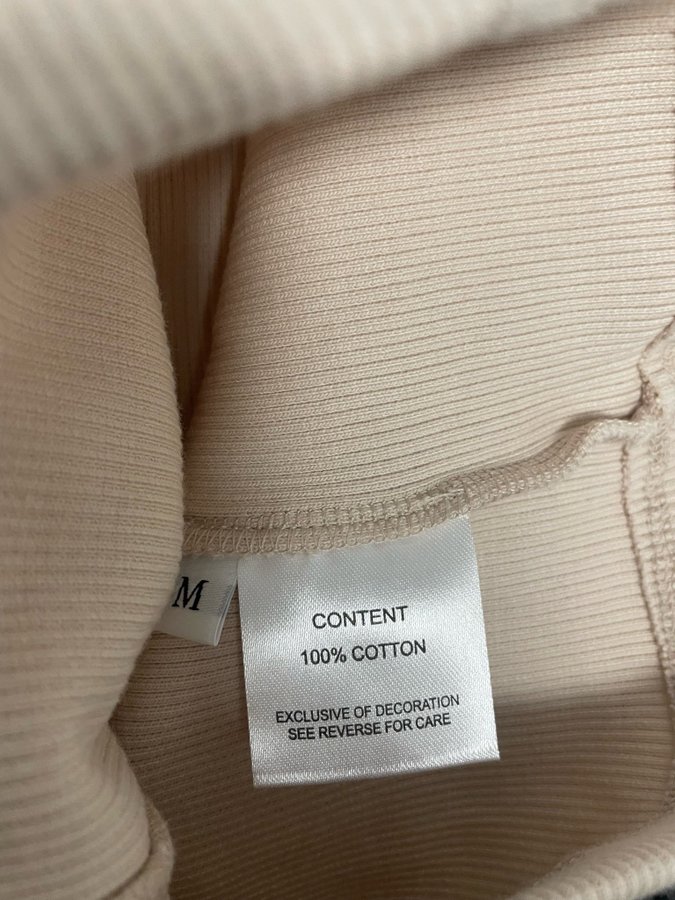 M
CONTENT
100% COTTON
EXCLUSIVE OF DECORATION
SEE REVERSE FOR CARE